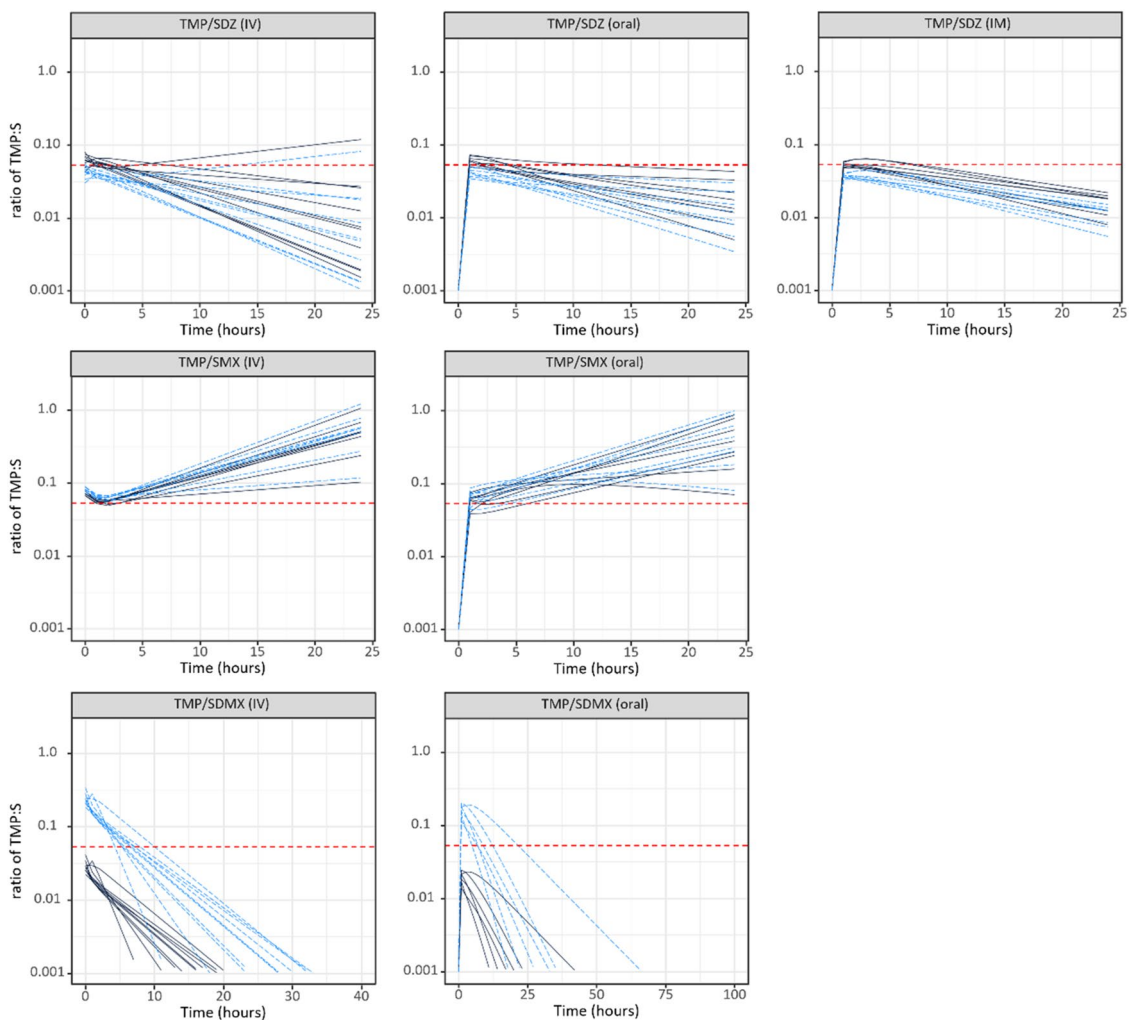 TMP/SDZ (IV)
TMP/SDZ (oral)
TMP/SDZ (IM)
ratio of TMP:S
1.0
0.10
0.01
0.001
0 5 10 15 20 25
Time (hours)
1.0
0.10
0.01
0.001
0 5 10 15 20 25
Time (hours)
1.0
0.10
0.01
0.001
0 5 10 15 20 25
Time (hours)
TMP/SMX (IV)
TMP/SMX (oral)
ratio of TMP:S
1.0
0.1
0.01
0.001
0 5 10 15 20 25
Time (hours)
1.0
0.1
0.01
0.001
0 5 10 15 20 25
Time (hours)
TMP/SDMX (IV)
TMP/SDMX (oral)
ratio of TMP:S
1.0
0.1
0.01
0.001
0 10 20 30 40
Time (hours)
1.0
0.1
0.01
0.001
0 25 50 75 100
Time (hours)